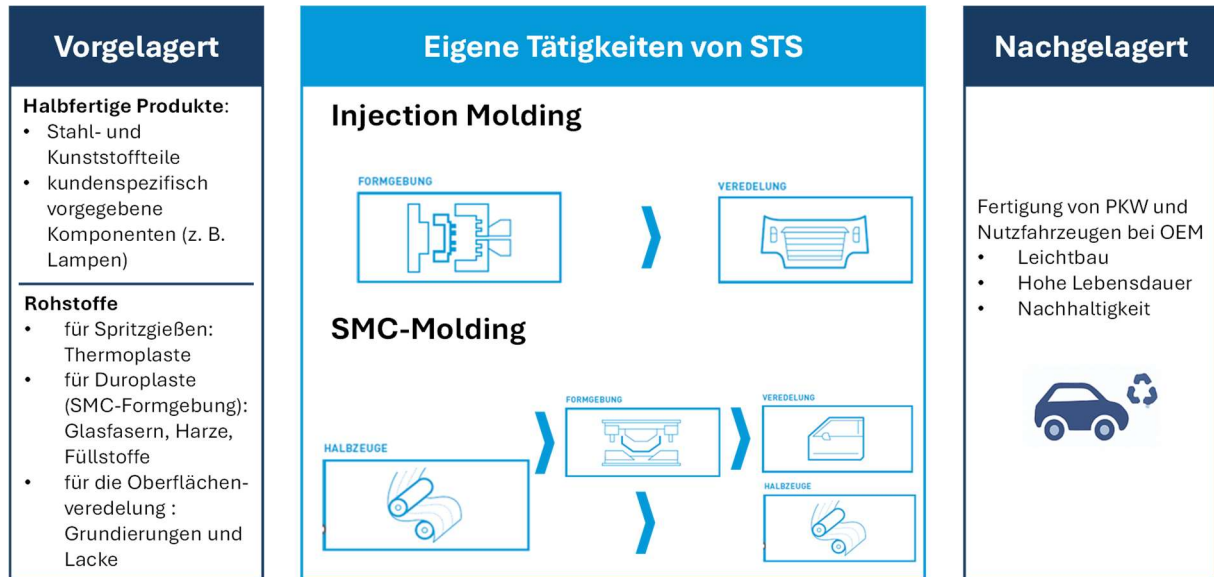 Vorgelagert
Halbfertige Produkte:
• Stahl- und
Kunststoffteile
• kundenspezifisch
vorgegebene
Komponenten (z. B.
Lampen)
Rohstoffe
• für Spritzgießen:
Thermoplaste
• für Duroplaste
(SMC-Formgebung):
Glasfasern, Harze,
Füllstoffe
• für die Oberflächen-
veredelung :
Grundierungen und
Lacke
Eigene Tätigkeiten von STS
Injection Molding
FORMGEBUNG
VEREDELUNG
SMC-Molding
HALBZEUGE
FORMGEBUNG
VEREDELUNG
HALBZEUGE
Nachgelagert
Fertigung von PKW und
Nutzfahrzeugen bei OEM
• Leichtbau
• Hohe Lebensdauer
• Nachhaltigkeit